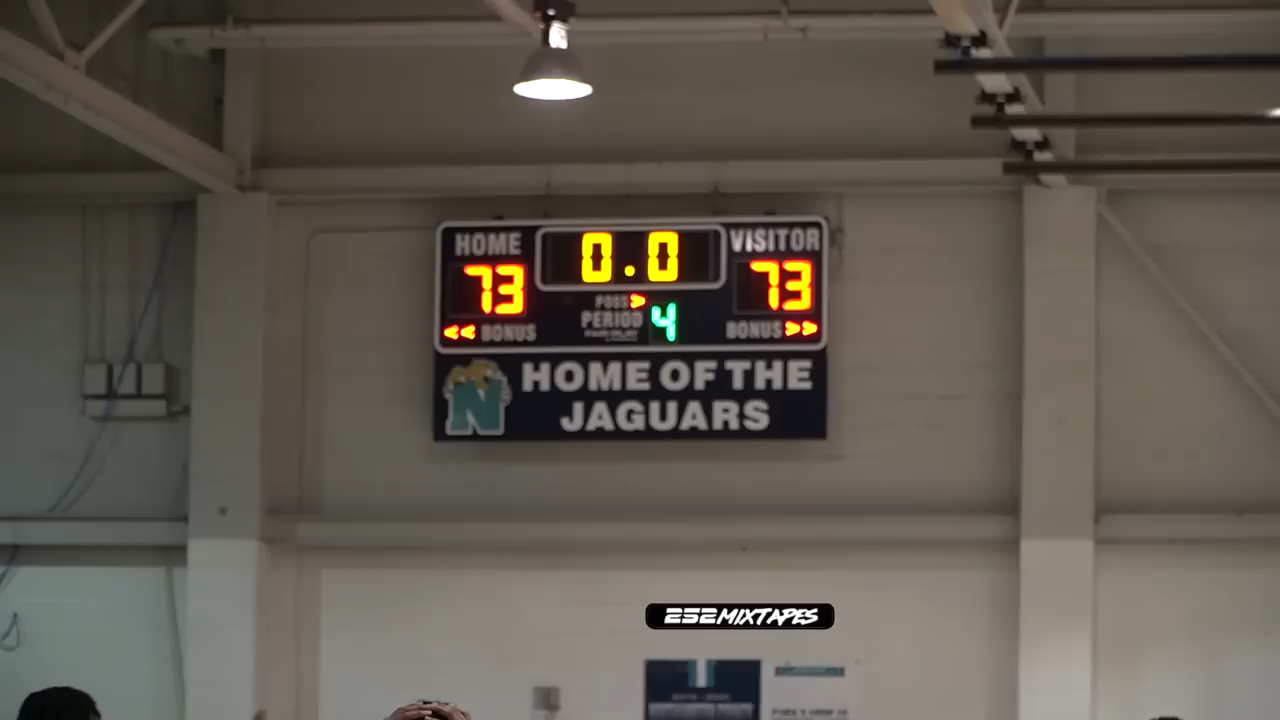 HOME
0.0
VISITOR
73
73
POSS
PERIOD 4
BONUS
BONUS
N
HOME OF THE
JAGUARS
252MIXTAPES